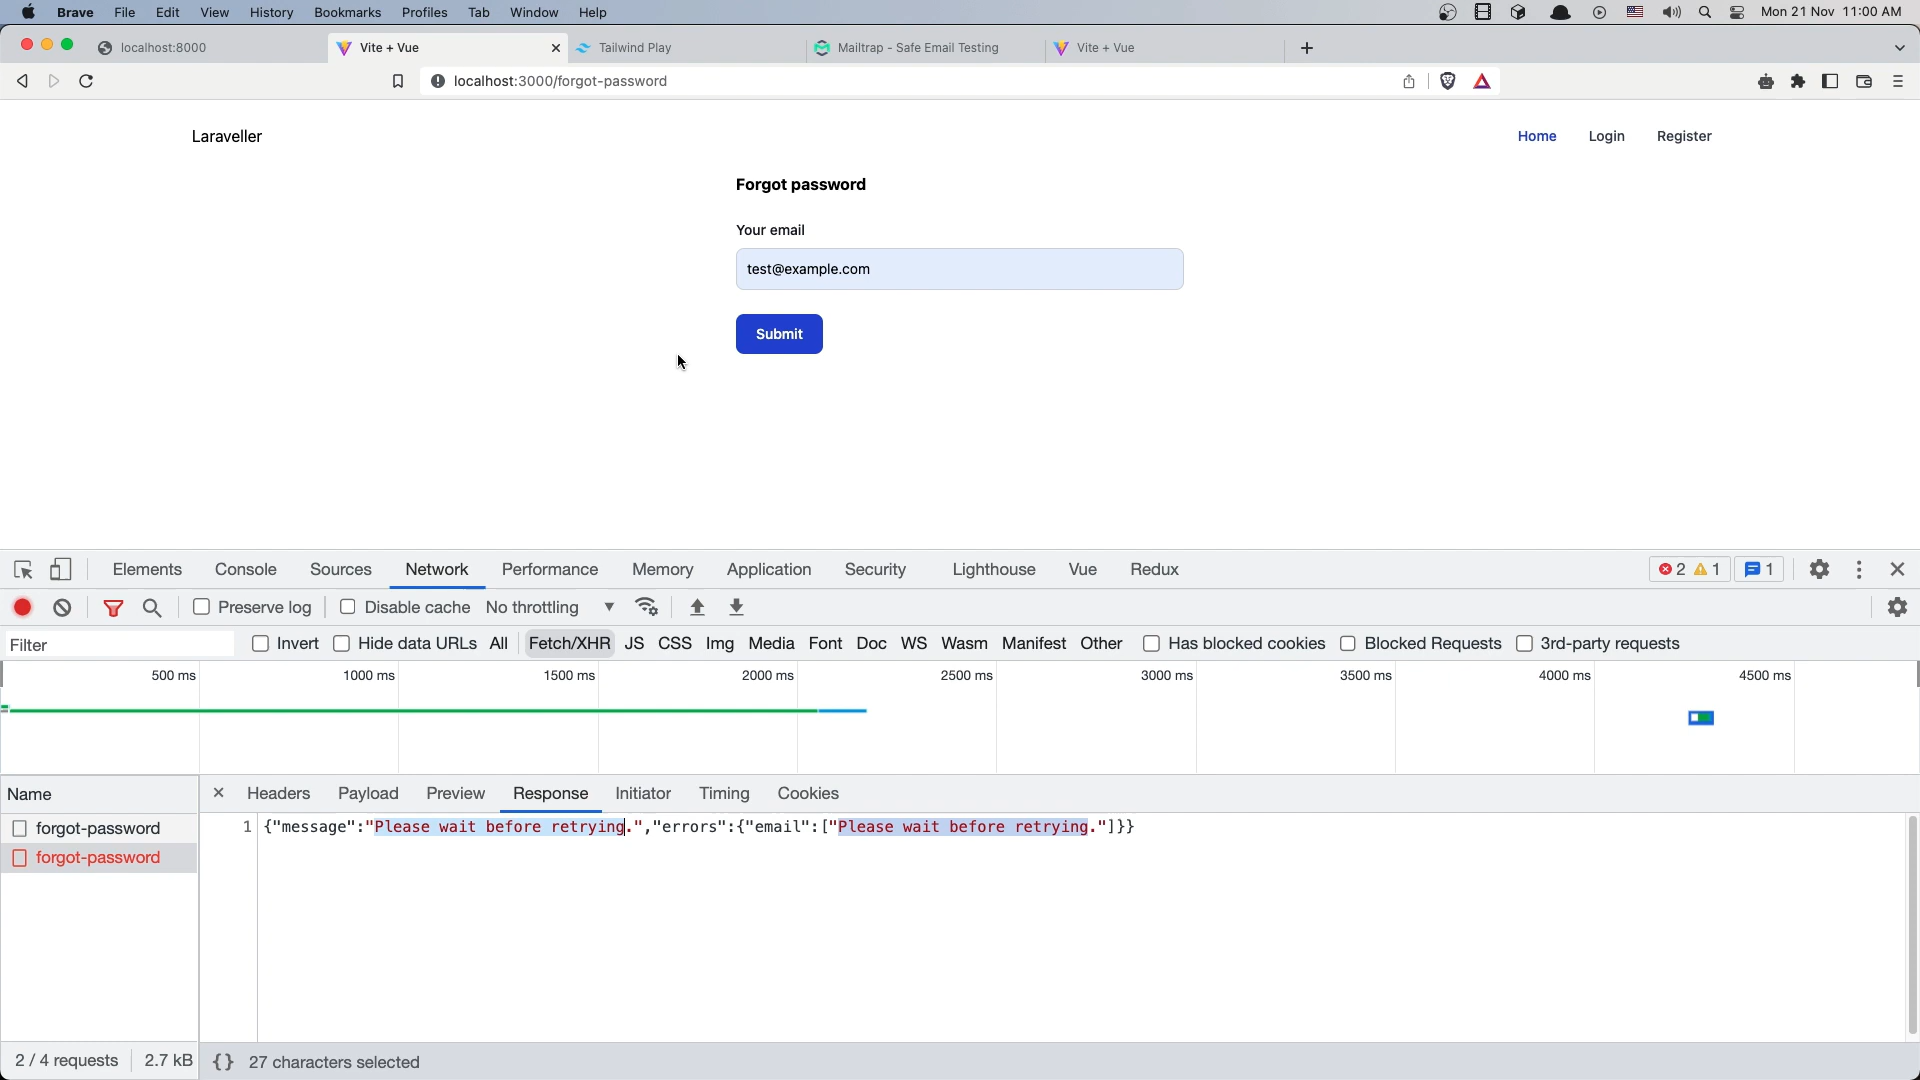 Brave File Edit View History Bookmarks Profiles Tab Window Help Mon 21 Nov 11:00 AM
localhost:8000 Vite + Vue Tailwind Play Mailtrap - Safe Email Testing Vite + Vue
localhost:3000/forgot-password
Laraveller Home Login Register
Forgot password
Your email
test@example.com
Submit
Elements Console Sources Network Performance Memory Application Security Lighthouse Vue Redux 2 1 1
Preserve log Disable cache No throttling
Filter Invert Hide data URLs All Fetch/XHR JS CSS Img Media Font Doc WS Wasm Manifest Other Has blocked cookies Blocked Requests 3rd-party requests
500 ms 1000 ms 1500 ms 2000 ms 2500 ms 3000 ms 3500 ms 4000 ms 4500 ms
Name Headers Payload Preview Response Initiator Timing Cookies
forgot-password
forgot-password
1 {"message":"Please wait before retrying.","errors":{"email":["Please wait before retrying."]}}
2 / 4 requests 2.7 kB {} 27 characters selected